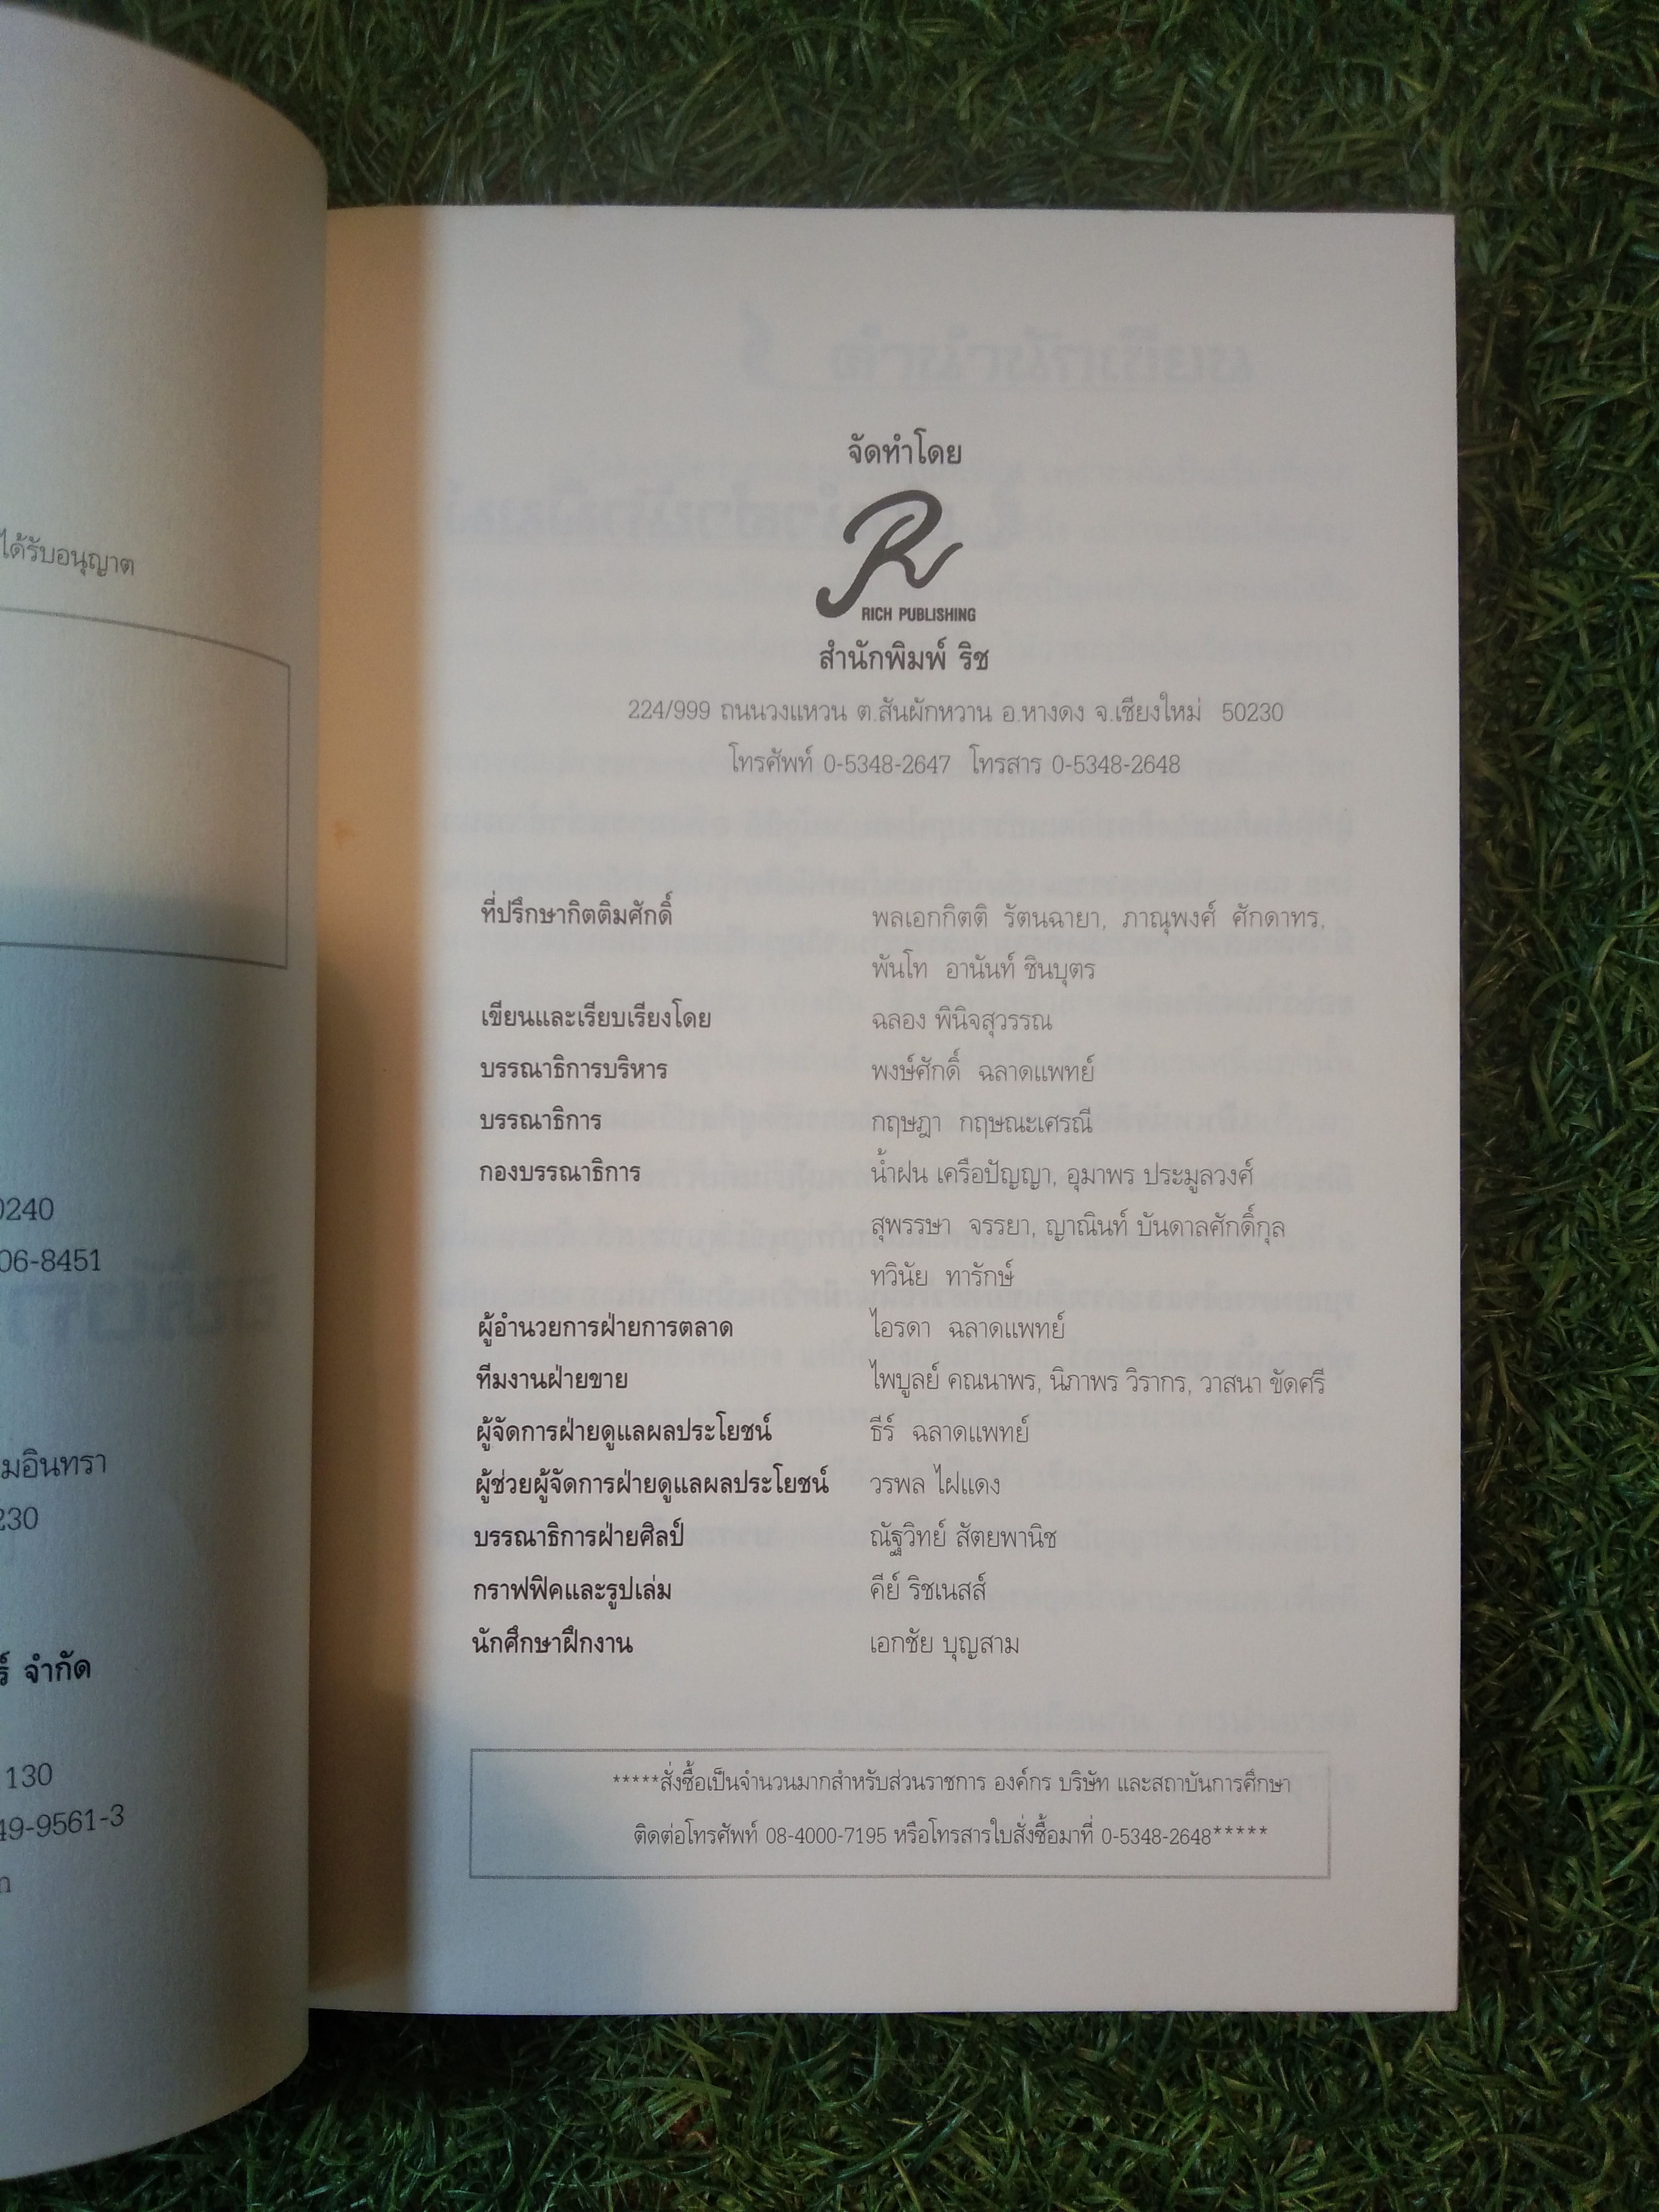 ได้รับอนุญาต
0240
06-8451
มอินทรา
230
ร์ จำกัด
130
49-9561-3
จัดทำโดย
RICH PUBLISHING
สำนักพิมพ์ ริช
224/999 ถนนวงแหวน ต.สันผักหวาน อ.หางดง จ.เชียงใหม่ 50230
โทรศัพท์ 0-5348-2647 โทรสาร 0-5348-2648
ที่ปรึกษากิตติมศักดิ์ พลเอกกิตติ รัตนฉายา, ภาณุพงศ์ ศักดาทร,
พันโท อานันท์ ชินบุตร
เขียนและเรียบเรียงโดย ฉลอง พินิจสุวรรณ
บรรณาธิการบริหาร พงษ์ศักดิ์ ฉลาดแพทย์
บรรณาธิการ กฤษฎา กฤษณะเศรณี
กองบรรณาธิการ น้ำฝน เครือปัญญา, อุมาพร ประมูลวงศ์
สุพรรษา จรรยา, ญาณินท์ บันดาลศักดิ์กุล
ทวินัย ทารักษ์
ผู้อำนวยการฝ่ายการตลาด ไอรดา ฉลาดแพทย์
ทีมงานฝ่ายขาย ไพบูลย์ คณนาพร, นิภาพร วิรากร, วาสนา ขัดศรี
ผู้จัดการฝ่ายดูแลผลประโยชน์ ธีร์ ฉลาดแพทย์
ผู้ช่วยผู้จัดการฝ่ายดูแลผลประโยชน์ วรพล ไฝแดง
บรรณาธิการฝ่ายศิลป์ ณัฐวิทย์ สัตยพานิช
กราฟฟิคและรูปเล่ม คีย์ ริชเนสส์
นักศึกษาฝึกงาน เอกชัย บุญสาม
*****สั่งซื้อเป็นจำนวนมากสำหรับส่วนราชการ องค์กร บริษัท และสถาบันการศึกษา
ติดต่อโทรศัพท์ 08-4000-7195 หรือโทรสารใบสั่งซื้อมาที่ 0-5348-2648*****